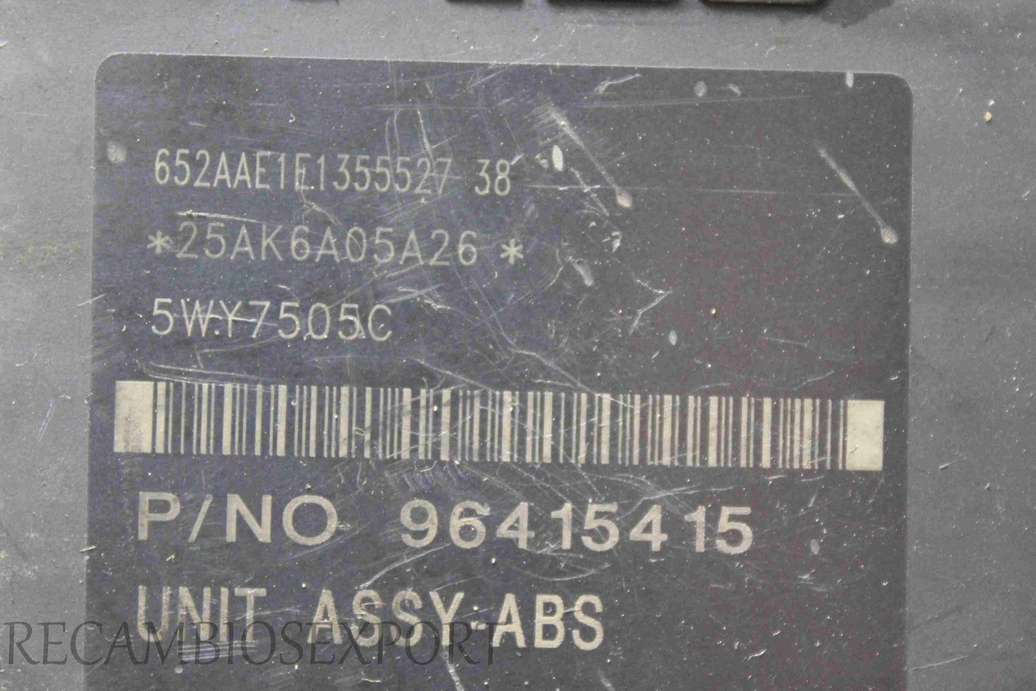 652AAE1E1355527 38
*25AK6A05A26 *
5WY7505C
P/NO 96415415
UNIT ASSY-ABS
RECAMBIOSEXPORT